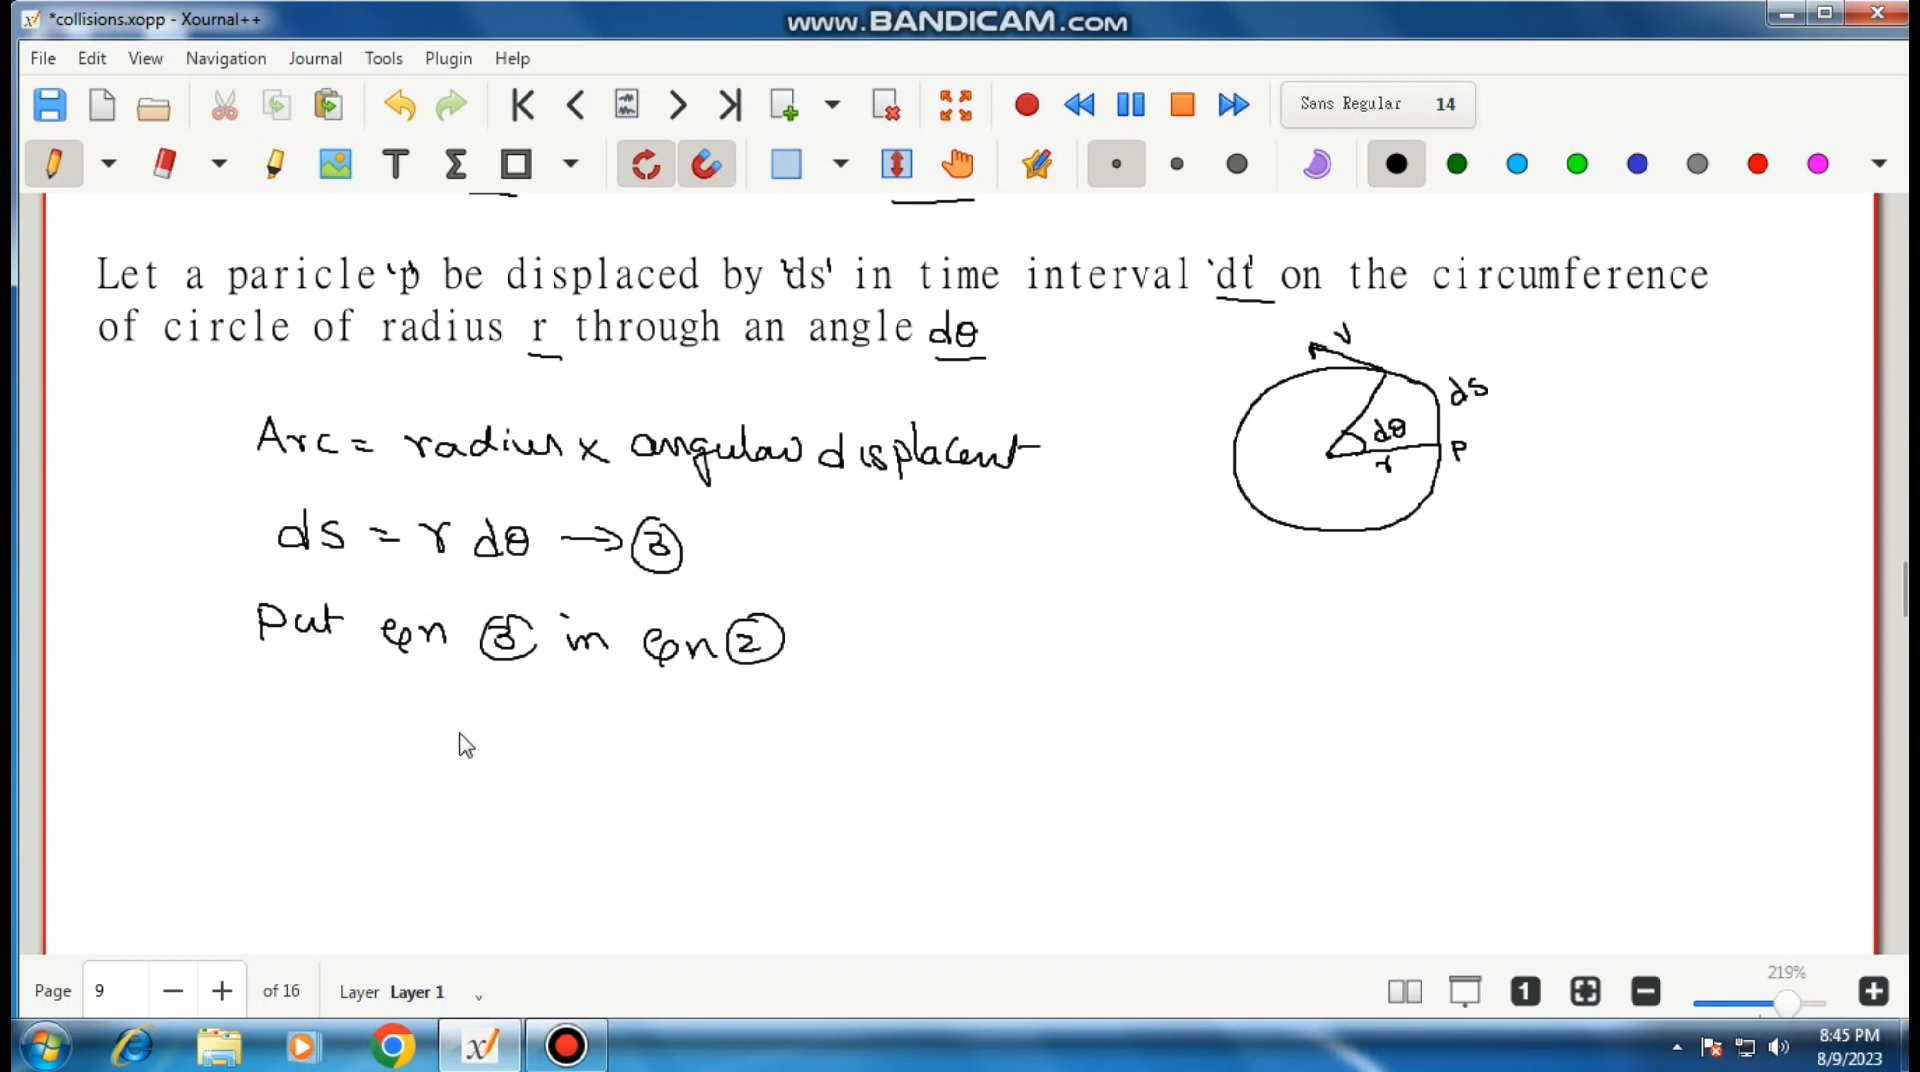 *collisions.xopp - Xournal++
www.BANDICAM.com
File Edit View Navigation Journal Tools Plugin Help
Sans Regular 14
Let a paricle 'p' be displaced by 'ds' in time interval 'dt' on the circumference
of circle of radius r through an angle dθ
v
ds
dθ
r
P
Arc = radius x angular displacent
ds = r dθ → 3
Put eqn 3 in eqn 2
219%
Page 9 of 16 Layer Layer 1
1
8:45 PM
8/9/2023